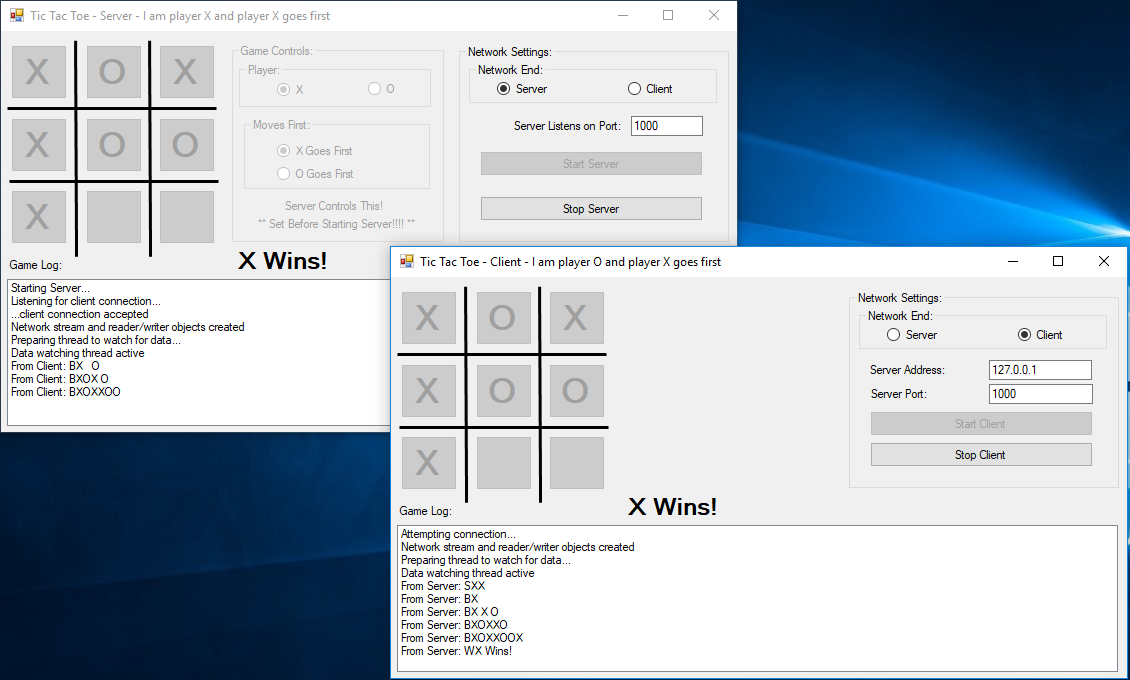 Tic Tac Toe - Server - I am player X and player X goes first
X O X
X O O
X
Game Controls:
Player:
X O
Moves First:
X Goes First
O Goes First
Server Controls This!
** Set Before Starting Server!!!! **
Network Settings:
Network End:
Server Client
Server Listens on Port: 1000
Start Server
Stop Server
X Wins!
Game Log:
Starting Server...
Listening for client connection...
...client connection accepted
Network stream and reader/writer objects created
Preparing thread to watch for data...
Data watching thread active
From Client: BX   O
From Client: BXOX O
From Client: BXOXXOO
Tic Tac Toe - Client - I am player O and player X goes first
X O X
X O O
X
Network Settings:
Network End:
Server Client
Server Address: 127.0.0.1
Server Port: 1000
Start Client
Stop Client
X Wins!
Game Log:
Attempting connection...
Network stream and reader/writer objects created
Preparing thread to watch for data...
Data watching thread active
From Server: SXX
From Server: BX
From Server: BX X O
From Server: BXOXXO
From Server: BXOXXOOX
From Server: WX Wins!